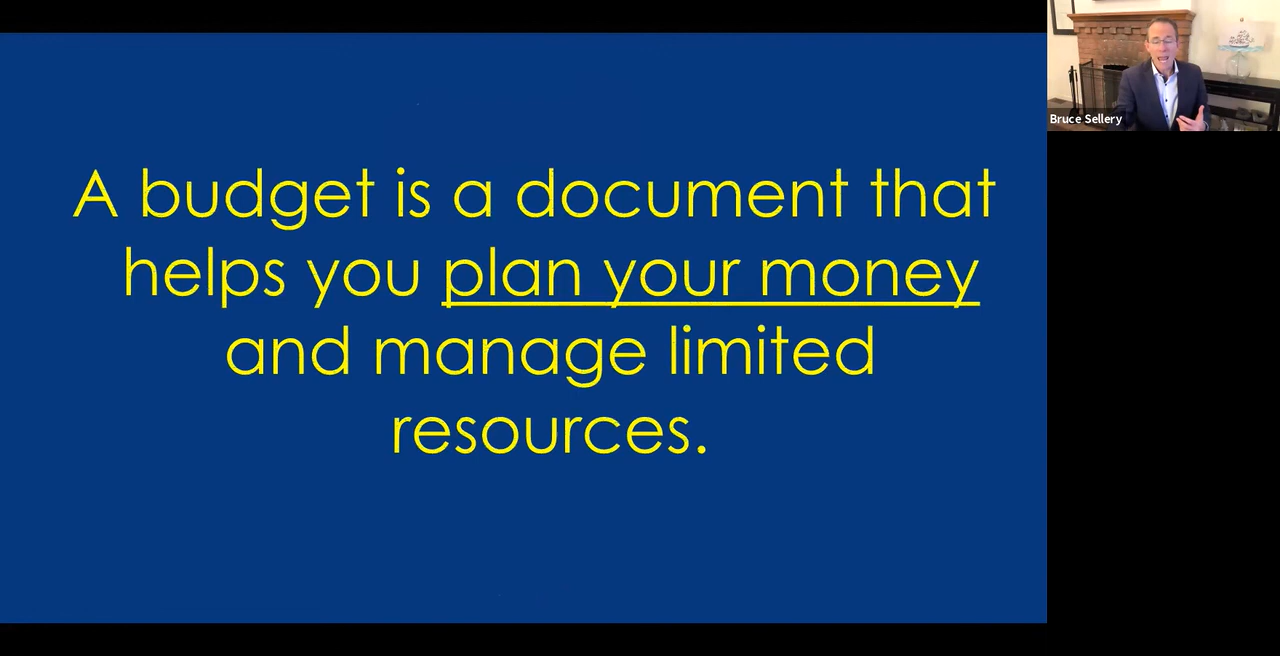 A budget is a document that
helps you plan your money
and manage limited
resources.
Bruce Sellery